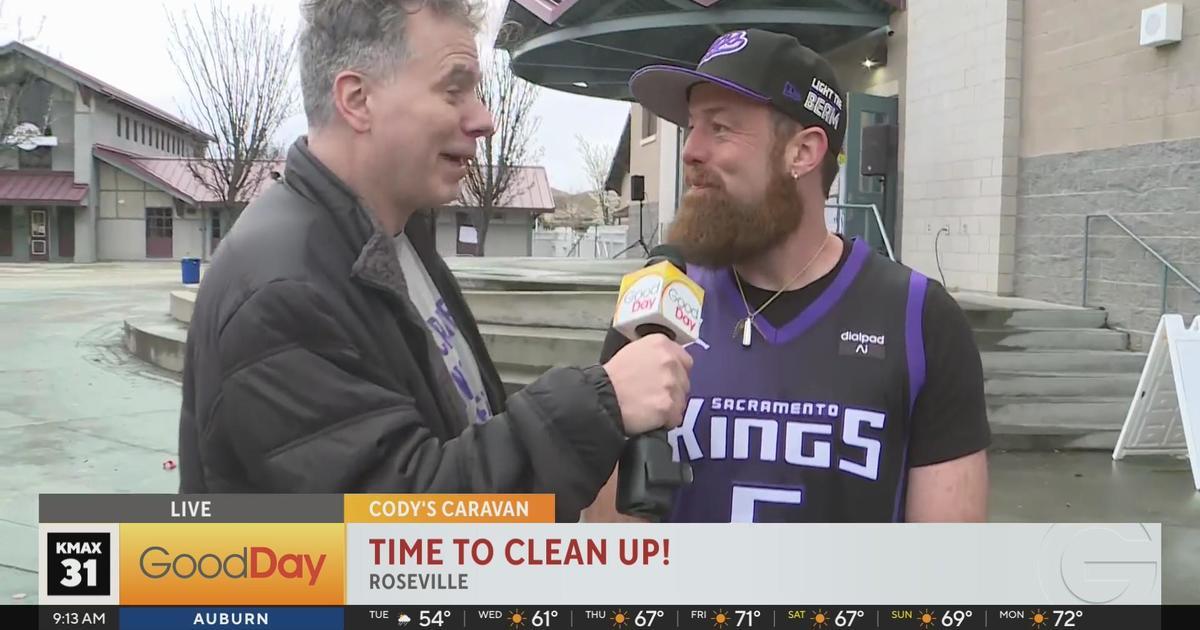 LIGHT THE
BEAM
Good
Day
Good
Day
dialpad
Ai
SACRAMENTO
KINGS
5
LIVE
CODY'S CARAVAN
KMAX
31
GoodDay
TIME TO CLEAN UP!
ROSEVILLE
9:13 AM
AUBURN
TUE 54° WED 61° THU 67° FRI 71° SAT 67° SUN 69° MON 72°